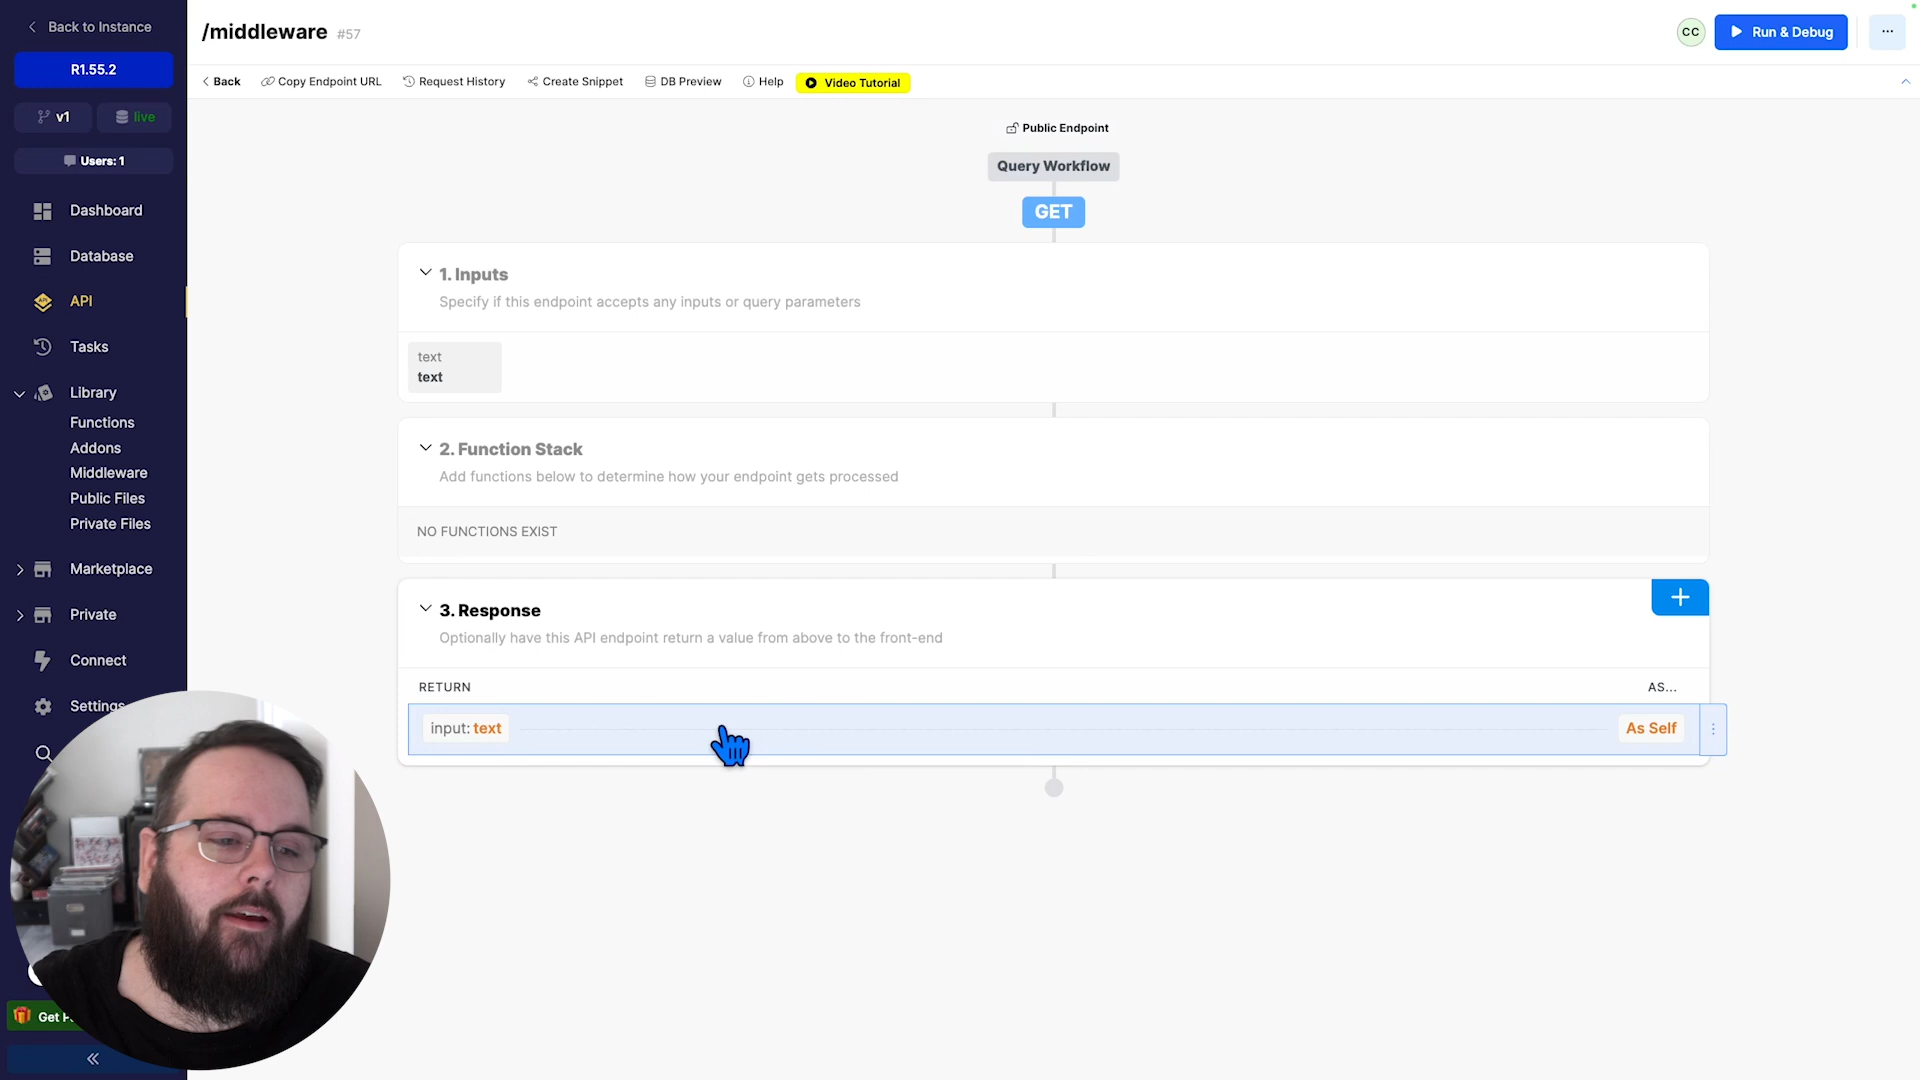 Back to Instance
R1.55.2
v1
live
Users: 1
Dashboard
Database
API
Tasks
Library
Functions
Addons
Middleware
Public Files
Private Files
Marketplace
Private
Connect
Settings
Get
/middleware #57
CC
Run & Debug
...
Back
Copy Endpoint URL
Request History
Create Snippet
DB Preview
Help
Video Tutorial
Public Endpoint
Query Workflow
GET
1. Inputs
Specify if this endpoint accepts any inputs or query parameters
text
text
2. Function Stack
Add functions below to determine how your endpoint gets processed
NO FUNCTIONS EXIST
3. Response
Optionally have this API endpoint return a value from above to the front-end
RETURN
AS...
input: text
As Self